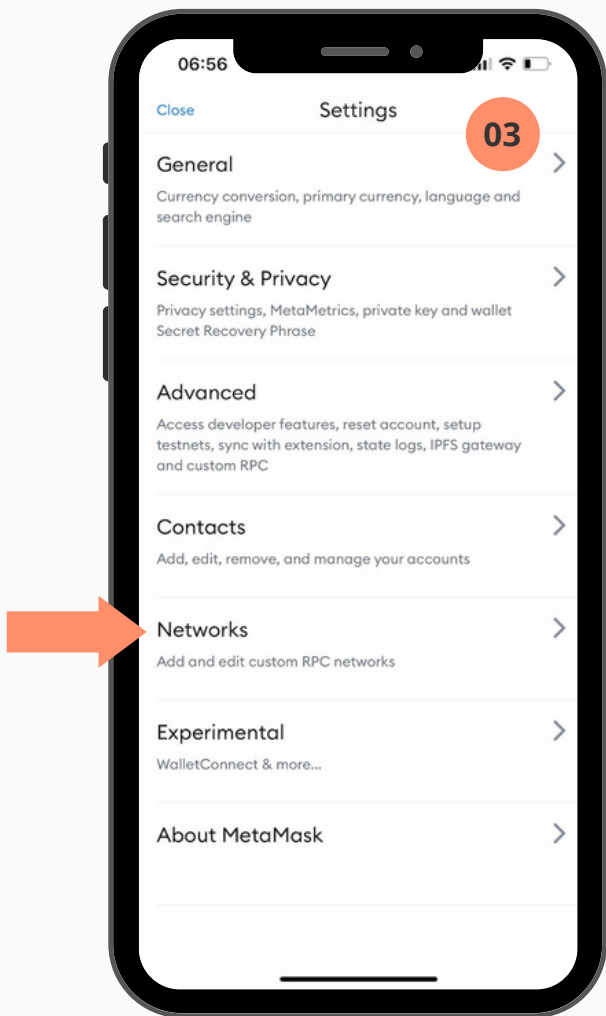 06:56
Close
Settings
03
General
Currency conversion, primary currency, language and
search engine
Security & Privacy
Privacy settings, MetaMetrics, private key and wallet
Secret Recovery Phrase
Advanced
Access developer features, reset account, setup
testnets, sync with extension, state logs, IPFS gateway
and custom RPC
Contacts
Add, edit, remove, and manage your accounts
Networks
Add and edit custom RPC networks
Experimental
WalletConnect & more...
About MetaMask